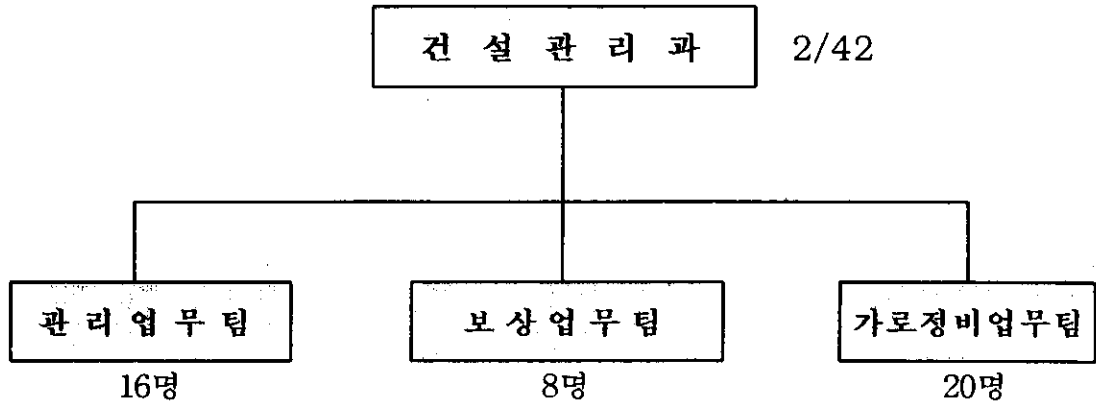 건 설 관 리 과 2/42
관 리 업 무 팀 보 상 업 무 팀 가로정비업무팀
16명 8명 20명